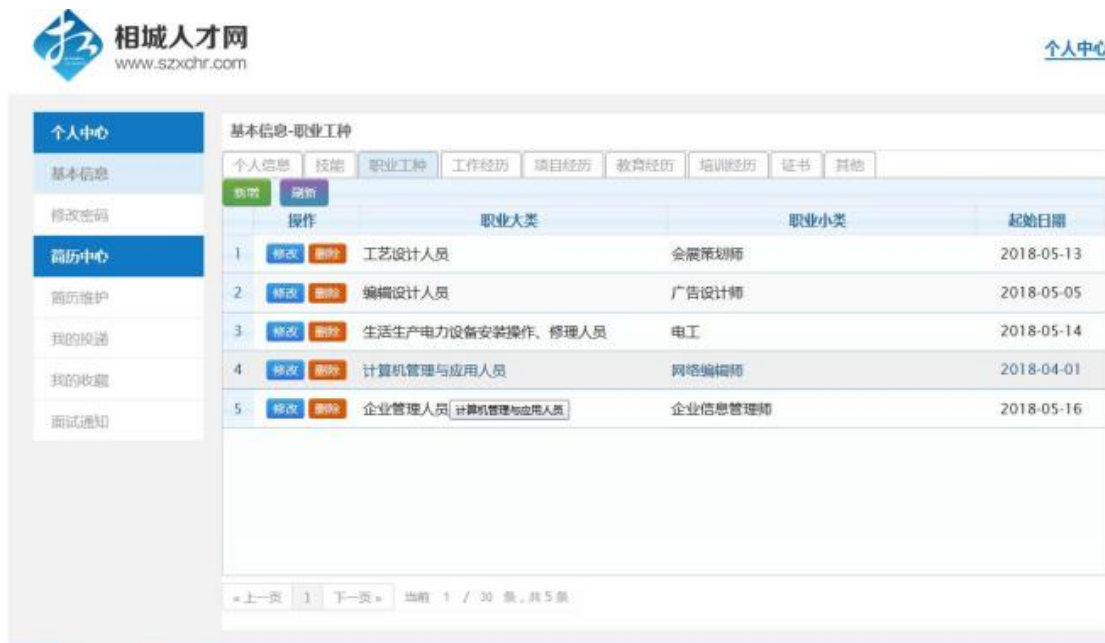 相城人才网
www.szxchr.com
个人中心
个人中心
基本信息
修改密码
简历中心
简历维护
我的投递
我的收藏
面试通知
基本信息-职业工种
个人信息 技能 职业工种 工作经历 项目经历 教育经历 培训经历 证书 其他
新增 刷新
操作 职业大类 职业小类 起始日期
1 修改 删除 工艺设计人员 会展策划师 2018-05-13
2 修改 删除 编辑设计人员 广告设计师 2018-05-05
3 修改 删除 生活生产电力设备安装操作、修理人员 电工 2018-05-14
4 修改 删除 计算机管理与应用人员 网络编辑师 2018-04-01
5 修改 删除 企业管理人员 计算机管理与应用人员 企业信息管理师 2018-05-16
«上一页 1 下一页» 当前 1 / 30 条,共5条